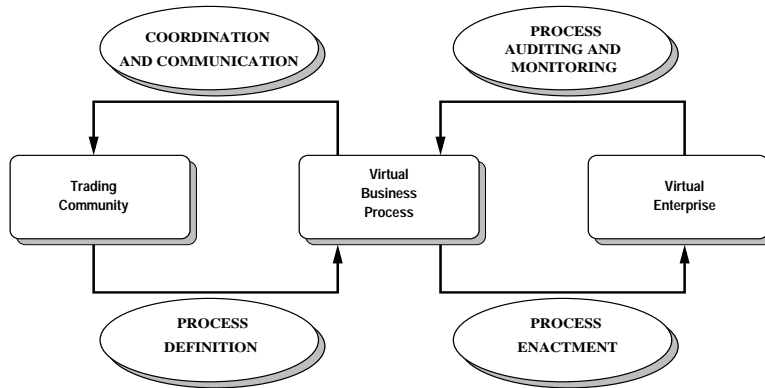 COORDINATION
AND COMMUNICATION
PROCESS
AUDITING AND
MONITORING
Trading
Community
Virtual
Business
Process
Virtual
Enterprise
PROCESS
DEFINITION
PROCESS
ENACTMENT